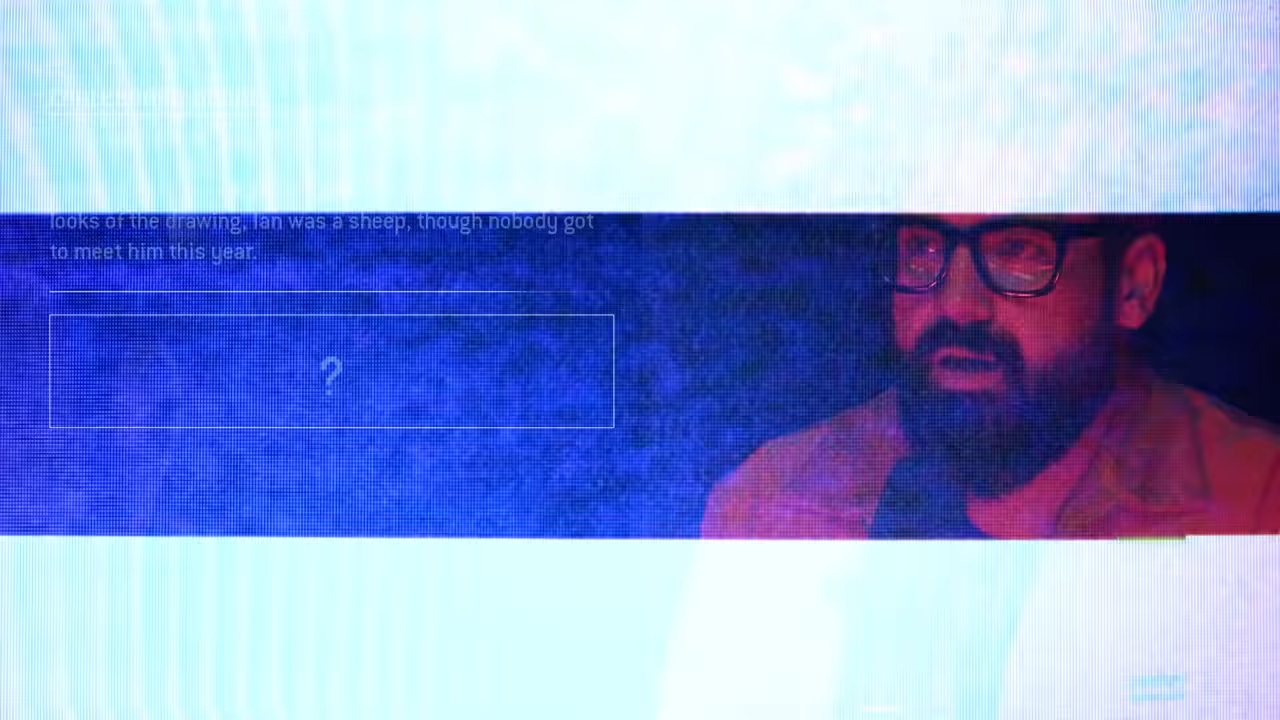 looks of the drawing, Ian was a sheep, though nobody got
to meet him this year.
?